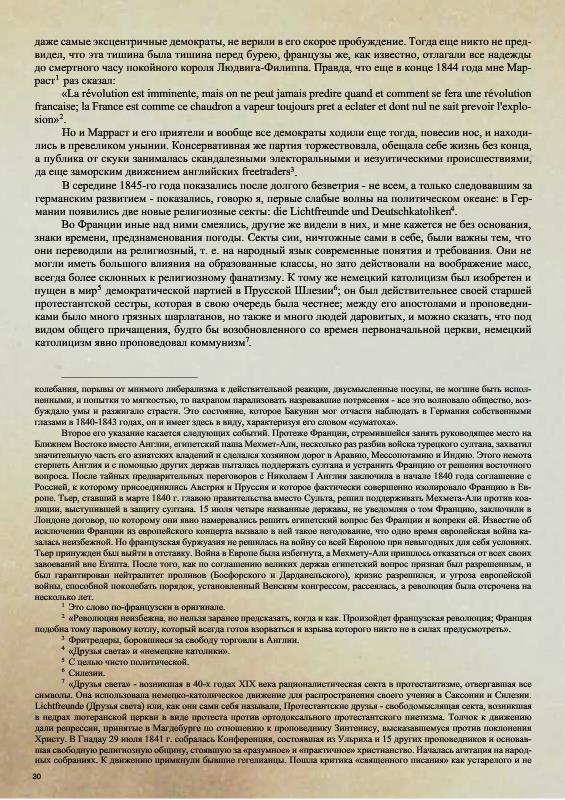 даже самые эксцентричные демократы, не верили в его скорое пробуждение. Тогда еще никто не пред-
видел, что эта тишина была тишина перед бурею, французы же, как известно, отлагали все надежды
до смертного часу покойного короля Людвига-Филиппа. Правда, что еще в конце 1844 года мне Мар-
раст¹ раз сказал:
«La révolution est imminente, mais on ne peut jamais predire quand et comment se fera une révolution
francaise; la France est comme ce chaudron a vapeur toujours pret a eclater et dont nul ne sait prevoir l'explo-
sion»².
Но и Марраст и его приятели и вообще все демократы ходили еще тогда, повесив нос, и находи-
лись в превеликом унынии. Консервативная же партия торжествовала, обещала себе жизнь без конца,
а публика от скуки занималась скандалезными электоральными и иезуитическими происшествиями,
да еще заморским движением английских freetraders³.
В середине 1845-го года показались после долгого безветрия - не всем, а только следовавшим за
германским развитием - показались, говорю я, первые слабые волны на политическом океане: в Гер-
мании появились две новые религиозные секты: die Lichtfreunde und Deutschkatoliken⁴.
Во Франции иные над ними смеялись, другие же видели в них, и мне кажется не без основания,
знаки времени, предзнаменования погоды. Секты сии, ничтожные сами в себе, были важны тем, что
они переводили на религиозный, т. е. на народный язык современные понятия и требования. Они не
могли иметь большого влияния на образованные классы, но зато действовали на воображение масс,
всегда более склонных к религиозному фанатизму. К тому же немецкий католицизм был изобретен и
пущен в мир⁵ демократической партией в Прусской Шлезии⁶; он был действительнее своей старшей
протестантской сестры, которая в свою очередь была честнее; между его апостолами и проповедни-
ками было много грязных шарлатанов, но также и много людей даровитых, и можно сказать, что под
видом общего причащения, будто бы возобновленного со времен первоначальной церкви, немецкий
католицизм явно проповедовал коммунизм⁷.
колебания, порывы от мнимого либерализма к действительной реакции, двусмысленные посулы, не могшие быть испол-
ненными, и попытки то мягкостью, то нахрапом парализовать назревавшие потрясения - все это волновало общество, воз-
буждало умы и разжигало страсти. Это состояние, которое Бакунин мог отчасти наблюдать в Германия собственными
глазами в 1840-1843 годах, он и имеет здесь в виду, характеризуя его словом «суматоха».
Второе его указание касается следующих событий. Протеже Франции, стремившейся занять руководящее место на
Ближнем Востоке вместо Англии, египетский паша Мехмет-Али, несколько раз разбив войска турецкого султана, захватил
значительную часть его азиатских владений и сделался хозяином дорог в Аравию, Мессопотамию и Индию. Этого немота
стерпеть Англия и с помощью других держав пыталась поддержать султана и устранить Францию от решения восточного
вопроса. После тайных предварительных переговоров с Николаем I Англия заключила в начале 1840 года соглашение с
Россией, к которому присоединились Австрия и Пруссия и которое фактически совершенно изолировало Францию в Ев-
ропе. Тьер, ставший в марте 1840 г. главою правительства вместо Сульта, решил поддерживать Мехмета-Али против коа-
лиции, выступившей в защиту султана. 15 июля четыре названные державы, не уведомляя о том Францию, заключили в
Лондоне договор, по которому они явно намеревались решить египетский вопрос без Франции и вопреки ей. Известие об
исключении Франции из европейского концерта вызвало в ней такое негодование, что одно время европейская война ка-
залась неизбежной. Но французская буржуазия не решилась на войну со всей Европою при невыгодных для себя условиях.
Тьер принужден был выйти в отставку. Война в Европе была избегнута, а Мехмету-Али пришлось отказаться от всех своих
завоеваний вне Египта. После того, как по соглашению великих держав египетский вопрос признан был разрешенным, и
был гарантирован нейтралитет проливов (Босфорского и Дарданельского), кризис разрешился, и угроза европейской
войны, способной поколебать порядок, установленный Венским конгрессом, рассеялась, а революция была отсрочена на
несколько лет.
¹ Это слово по-французски в оригинале.
² «Революция неизбежна, но нельзя заранее предсказать, когда и как. Произойдет французская революция; Франция
подобна тому паровому котлу, который всегда готов взорваться и взрыва которого никто не в силах предусмотреть».
³ Фритредеры, боровшиеся за свободу торговли в Англии.
⁴ «Друзья света» и «немецкие католики».
⁵ С целью чисто политической.
⁶ Силезии.
⁷ «Друзья света» - возникшая в 40-х годах XIX века рационалистическая секта в протестантизме, отвергавшая все
символы. Она использовала немецко-католическое движение для распространения своего учения в Саксонии и Силезии.
Lichtfreunde (Друзья света) или, как они сами себя называли, Протестантские друзья - свободомыслящая секта, возникшая
в недрах лютеранской церкви в виде протеста против ортодоксального протестантского пиетизма. Толчок к движению
дали репрессии, принятые в Магдебурге по отношению к проповеднику Зинтенису, высказавшемуся против поклонения
Христу. В Гнадау 29 июля 1841 г. собралась Конференция, состоявшая из Ульриха и 15 других проповедников и основав-
шая свободную религиозную общину, стоявшую за «разумное» и «практичное» христианство. Началась агитация на народ-
ных собраниях. К движению примкнули бывшие гегелианцы. Пошла критика «священного писания» как устарелого и не
30